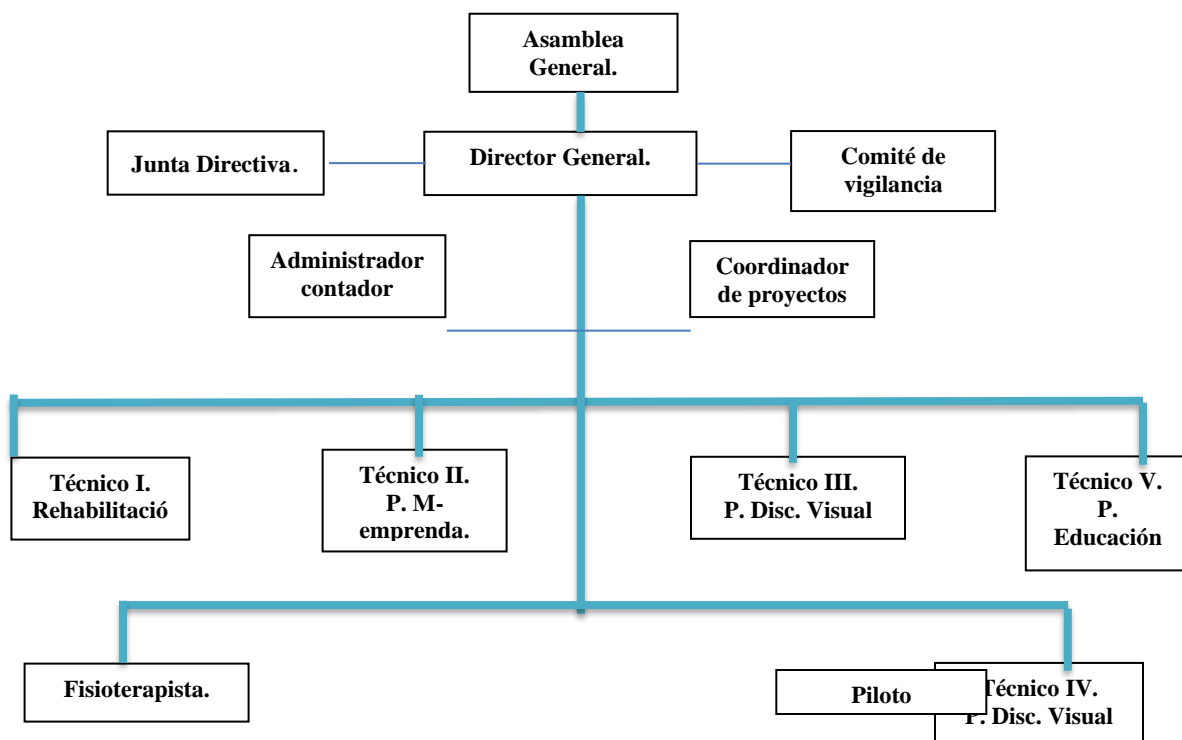 Asamblea
General.
Junta Directiva.
Director General.
Comité de
vigilancia
Administrador
contador
Coordinador
de proyectos
Técnico I.
Rehabilitació
Técnico II.
P. M-
emprenda.
Técnico III.
P. Disc. Visual
Técnico V.
P.
Educación
Fisioterapista.
Piloto
Técnico IV.
P. Disc. Visual